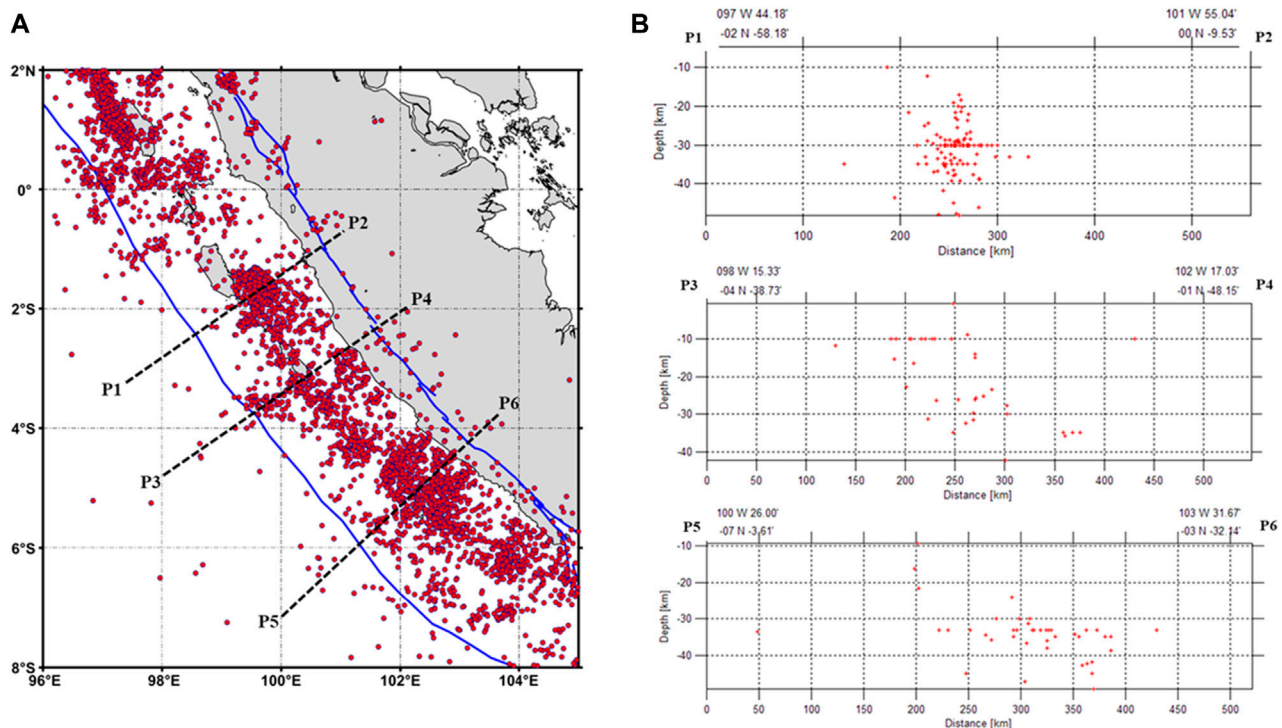 A
2°N
0°
2°S
4°S
6°S
8°S
96°E
98°E
100°E
102°E
104°E
P1
P2
P3
P4
P5
P6
B
097 W 44.18'
-02 N -58.18'
101 W 55.04'
00 N -9.53'
P1
P2
Depth [km]
-10
-20
-30
-40
0
100
200
300
400
500
Distance [km]
098 W 15.33'
-04 N -38.73'
102 W 17.03'
-01 N -48.15'
P3
P4
Depth [km]
-10
-20
-30
-40
0
50
100
150
200
250
300
350
400
450
500
Distance [km]
100 W 26.00'
-07 N -3.61'
103 W 31.67'
-03 N -32.14'
P5
P6
Depth [km]
-10
-20
-30
-40
0
50
100
150
200
250
300
350
400
450
500
Distance [km]